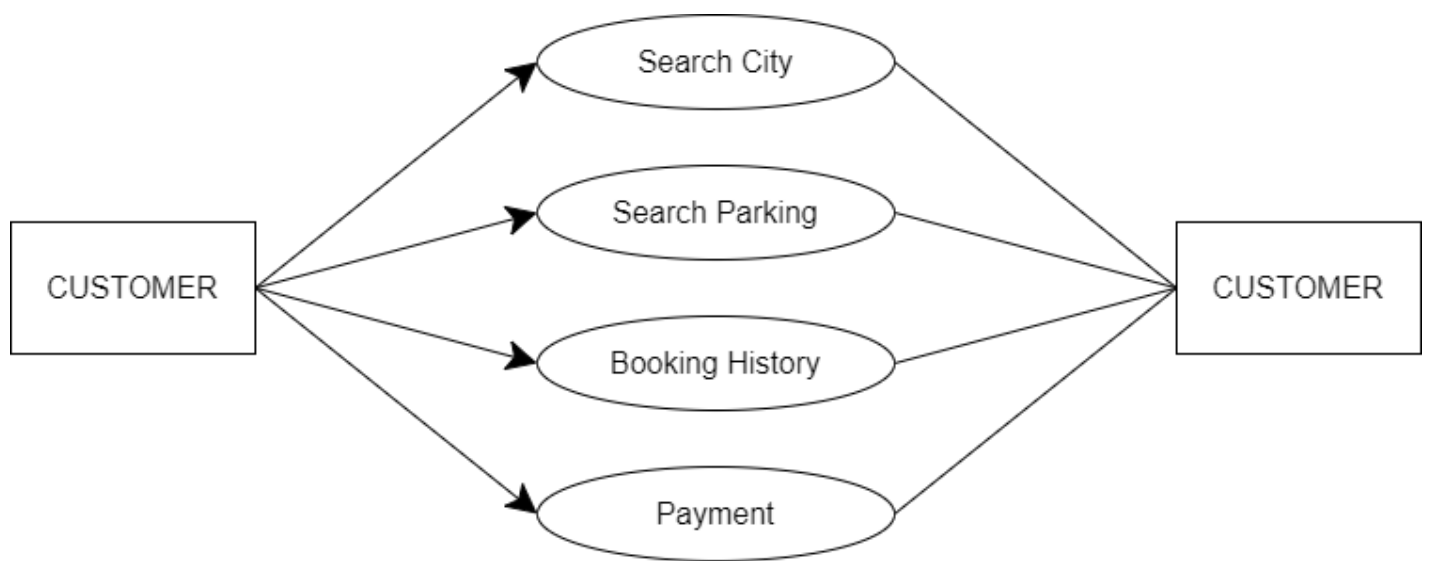 Search City
Search Parking
CUSTOMER
CUSTOMER
Booking History
Payment